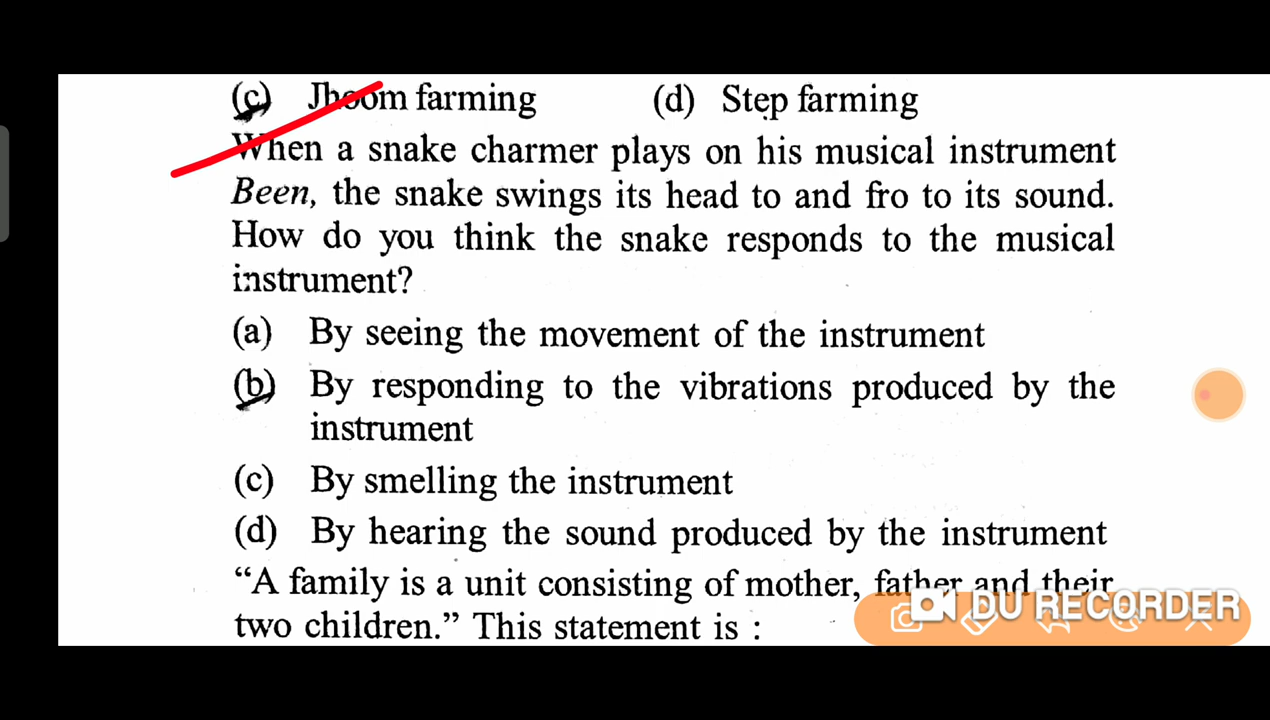 (c) Jhoom farming (d) Step farming
When a snake charmer plays on his musical instrument
Been, the snake swings its head to and fro to its sound.
How do you think the snake responds to the musical
instrument?
(a) By seeing the movement of the instrument
(b) By responding to the vibrations produced by the
instrument
(c) By smelling the instrument
(d) By hearing the sound produced by the instrument
“A family is a unit consisting of mother, father and their
two children.” This statement is :
DU RECORDER